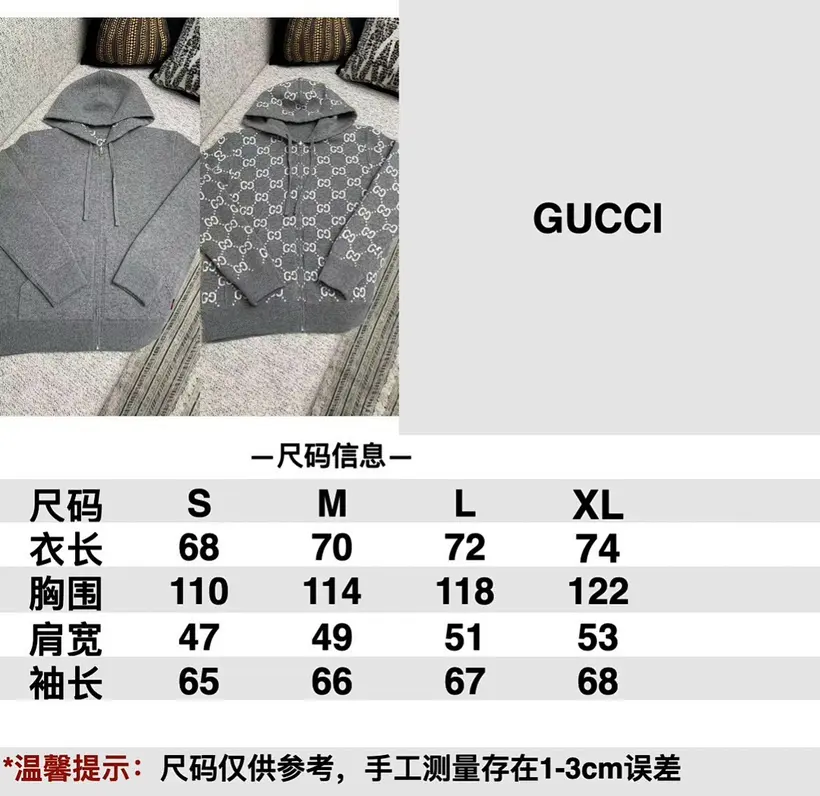 GUCCI
—尺码信息—
尺码 S M L XL
衣长 68 70 72 74
胸围 110 114 118 122
肩宽 47 49 51 53
袖长 65 66 67 68
*温馨提示：尺码仅供参考，手工测量存在1-3cm误差